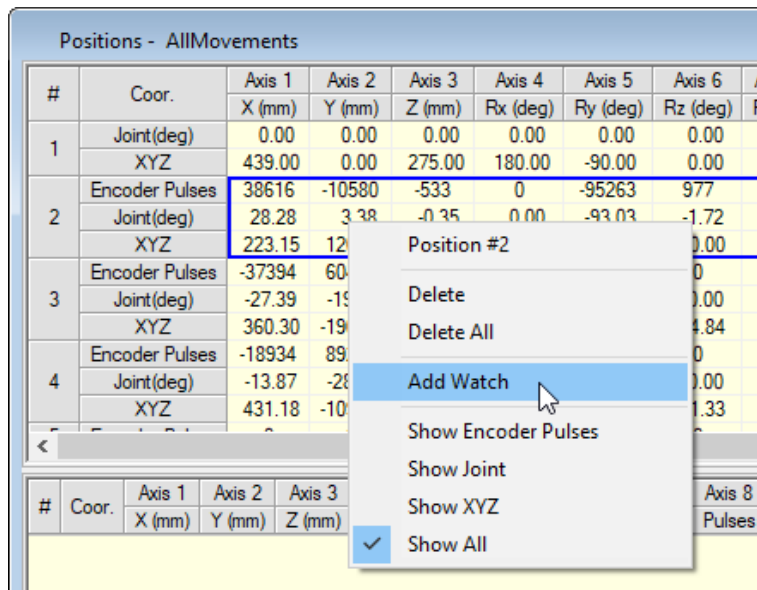 Positions - AllMovements
# Coor. Axis 1 Axis 2 Axis 3 Axis 4 Axis 5 Axis 6
X (mm) Y (mm) Z (mm) Rx (deg) Ry (deg) Rz (deg)
1 Joint(deg) 0.00 0.00 0.00 0.00 0.00 0.00
XYZ 439.00 0.00 275.00 180.00 -90.00 0.00
Encoder Pulses 38616 -10580 -533 0 -95263 977
2 Joint(deg) 28.28 3.38 -0.35 0.00 -93.03 -1.72
XYZ 223.15
Position #2
Encoder Pulses -37394
Delete
3 Joint(deg) -27.39
Delete All
XYZ 360.30
Encoder Pulses -18934
4 Joint(deg) -13.87
Add Watch
XYZ 431.18
Show Encoder Pulses
Show Joint
Show XYZ
Show All
# Coor. Axis 1 Axis 2 Axis 3 Axis 8
X (mm) Y (mm) Z (mm) Pulses